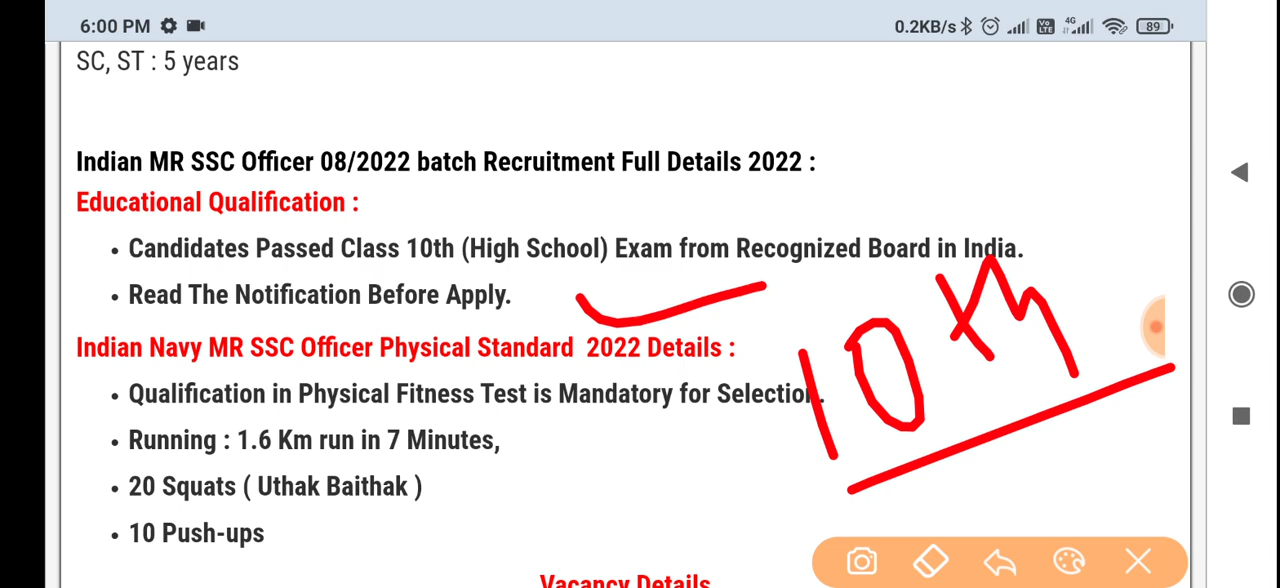 6:00 PM 0.2KB/s Vo LTE 4G 89
SC, ST : 5 years
Indian MR SSC Officer 08/2022 batch Recruitment Full Details 2022 :
Educational Qualification :
• Candidates Passed Class 10th (High School) Exam from Recognized Board in India.
• Read The Notification Before Apply.
10th
Indian Navy MR SSC Officer Physical Standard 2022 Details :
• Qualification in Physical Fitness Test is Mandatory for Selection.
• Running : 1.6 Km run in 7 Minutes,
• 20 Squats ( Uthak Baithak )
• 10 Push-ups
Vacancy Details